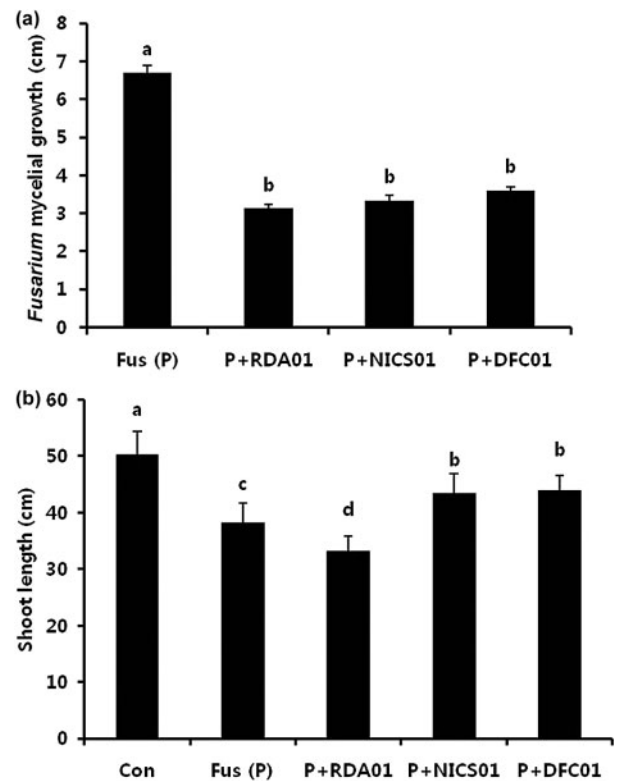 (a)
Fusarium mycelial growth (cm)
8
7
6
5
4
3
2
1
0
a
b
b
b
Fus (P)
P+RDA01
P+NICS01
P+DFC01
(b)
Shoot length (cm)
60
50
40
30
20
10
0
a
c
d
b
b
Con
Fus (P)
P+RDA01
P+NICS01
P+DFC01